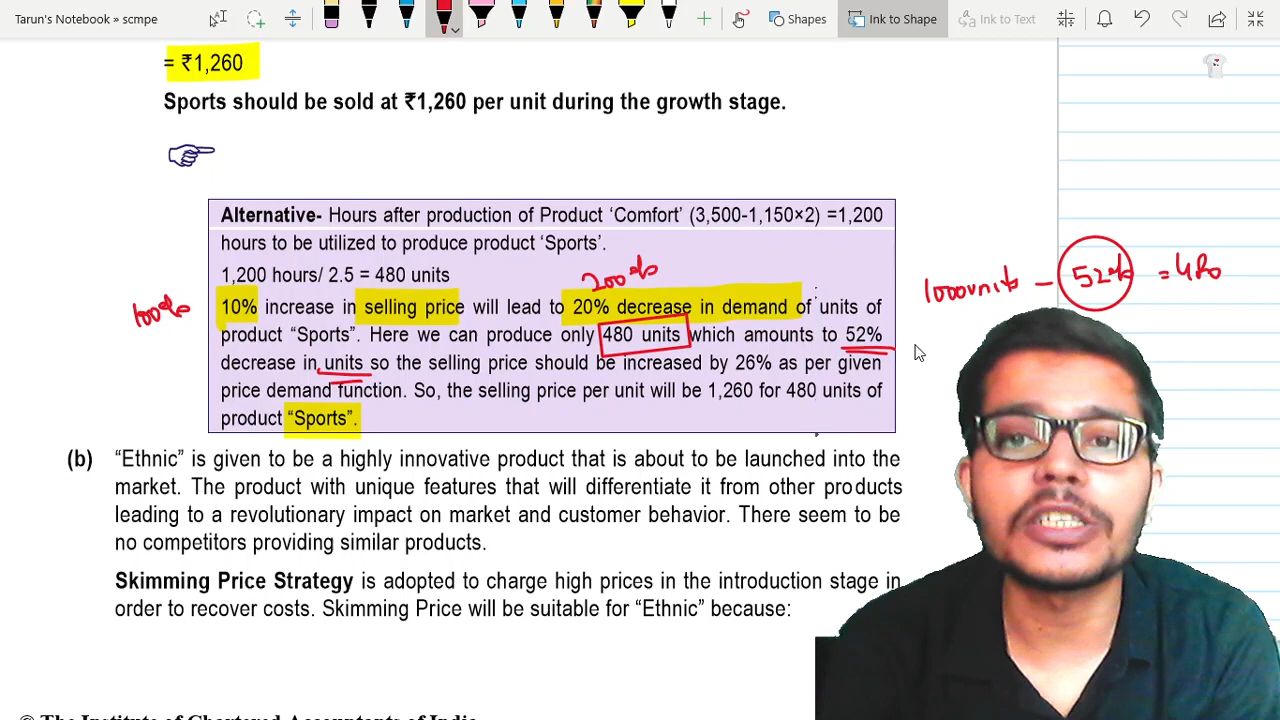 Tarun's Notebook » scmpe
Shapes
Ink to Shape
Ink to Text
= ₹1,260
Sports should be sold at ₹1,260 per unit during the growth stage.
Alternative- Hours after production of Product 'Comfort' (3,500-1,150×2) =1,200
hours to be utilized to produce product 'Sports'.
1,200 hours/ 2.5 = 480 units
200%
1000 units – 52% = 480
100%
10% increase in selling price will lead to 20% decrease in demand of units of
product "Sports". Here we can produce only 480 units which amounts to 52%
decrease in units so the selling price should be increased by 26% as per given
price demand function. So, the selling price per unit will be 1,260 for 480 units of
product "Sports".
(b) "Ethnic" is given to be a highly innovative product that is about to be launched into the
market. The product with unique features that will differentiate it from other products
leading to a revolutionary impact on market and customer behavior. There seem to be
no competitors providing similar products.
Skimming Price Strategy is adopted to charge high prices in the introduction stage in
order to recover costs. Skimming Price will be suitable for "Ethnic" because:
© The Institute of Chartered Accountants of India